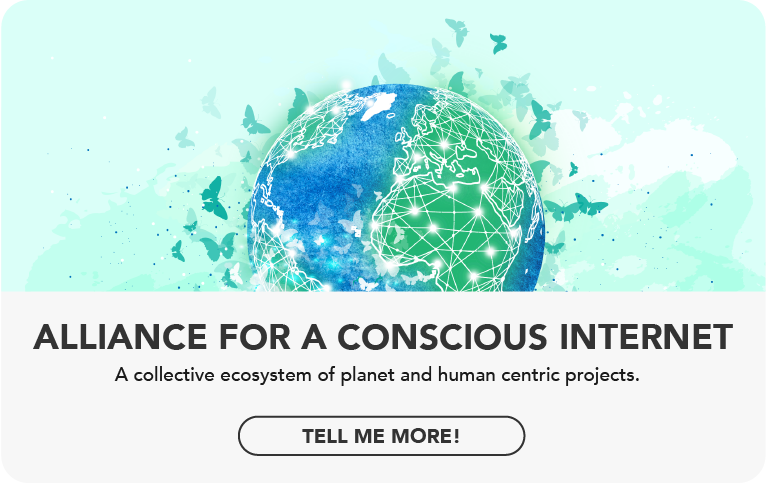 ALLIANCE FOR A CONSCIOUS INTERNET
A collective ecosystem of planet and human centric projects.
TELL ME MORE!